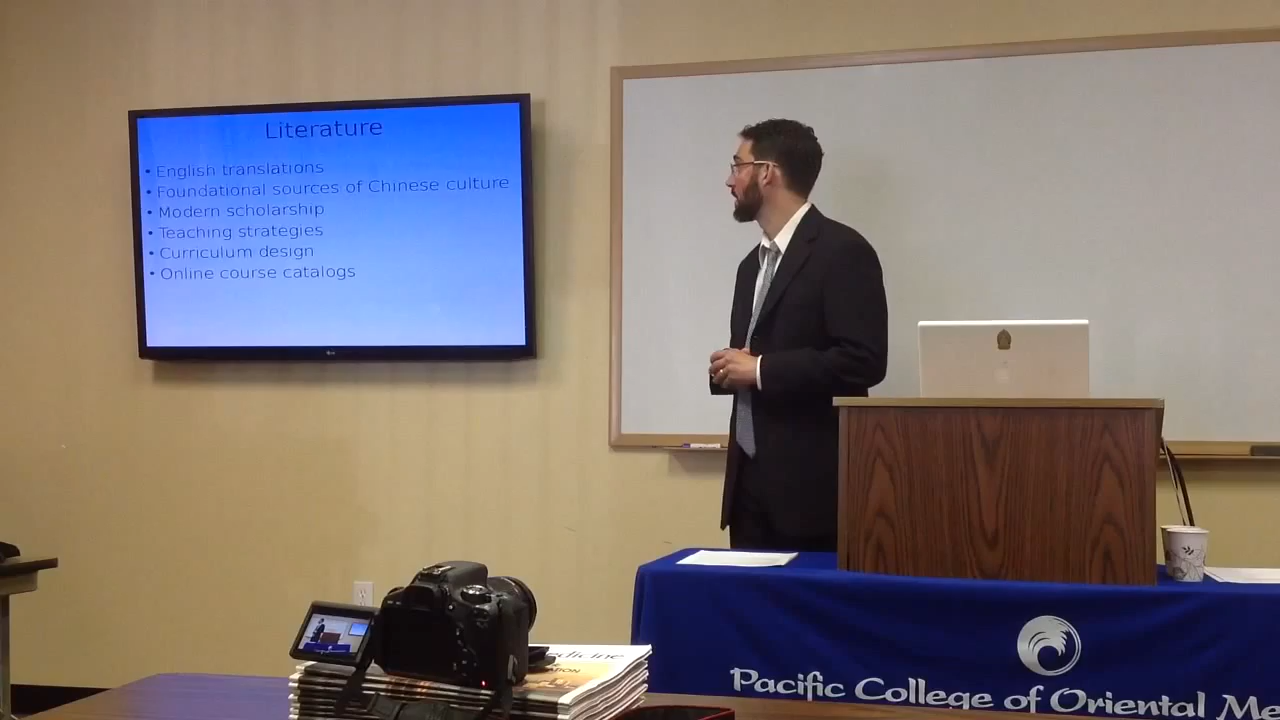 Literature
• English translations
• Foundational sources of Chinese culture
• Modern scholarship
• Teaching strategies
• Curriculum design
• Online course catalogs
Pacific College of Oriental Me